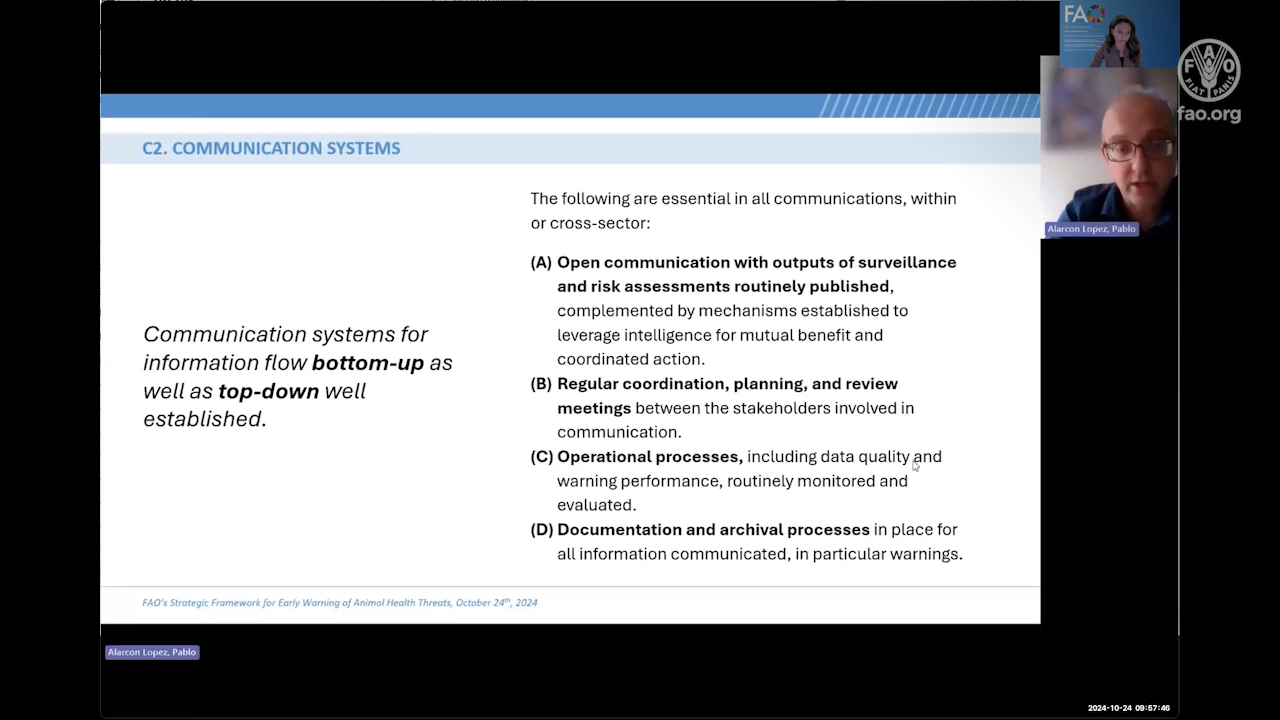 FAO
FAO
FIAT PANIS
fao.org
C2. COMMUNICATION SYSTEMS
The following are essential in all communications, within
or cross-sector:
(A) Open communication with outputs of surveillance
and risk assessments routinely published,
complemented by mechanisms established to
leverage intelligence for mutual benefit and
coordinated action.
(B) Regular coordination, planning, and review
meetings between the stakeholders involved in
communication.
(C) Operational processes, including data quality and
warning performance, routinely monitored and
evaluated.
(D) Documentation and archival processes in place for
all information communicated, in particular warnings.
Communication systems for
information flow bottom-up as
well as top-down well
established.
Alarcon Lopez, Pablo
FAO's Strategic Framework for Early Warning of Animal Health Threats, October 24th, 2024
Alarcon Lopez, Pablo
2024-10-24 09:57:46